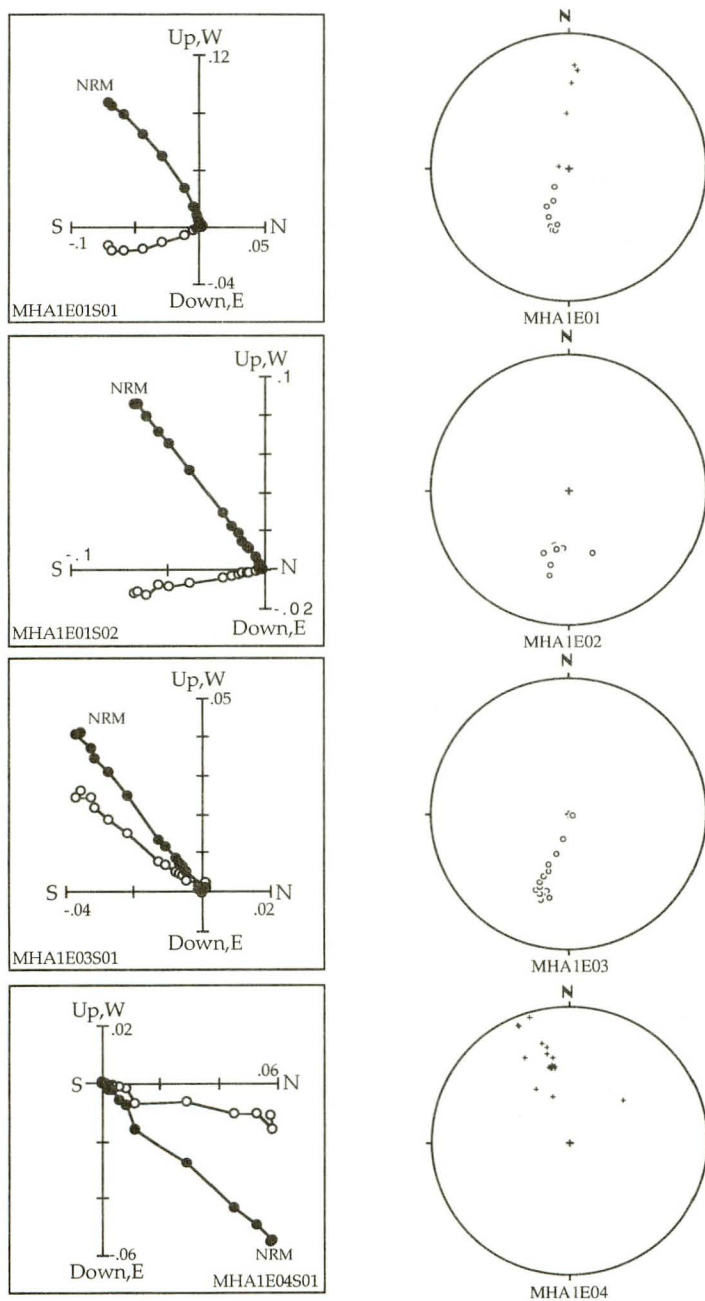 Up,W
.12
NRM
S
N
-.1
.05
-.04
Down,E
MHA1E01S01
N
MHA1E01
Up,W
.1
NRM
-.1
S
N
-.02
Down,E
MHA1E01S02
N
MHA1E02
Up,W
.05
NRM
S
N
-.04
.02
Down,E
MHA1E03S01
N
MHA1E03
Up,W
.02
.06
S
N
NRM
-.06
Down,E
MHA1E04S01
N
MHA1E04